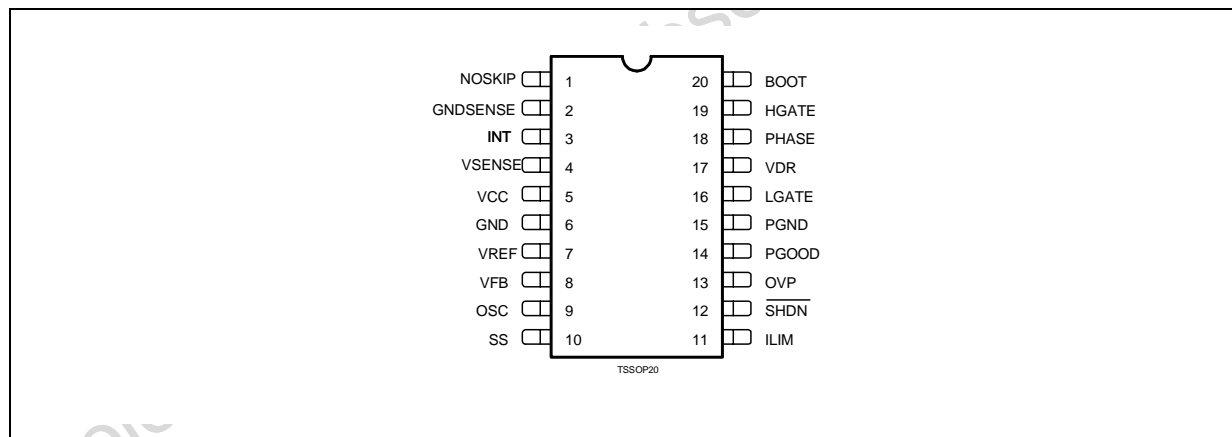 NOSKIP 1 20 BOOT
GNDSENSE 2 19 HGATE
INT 3 18 PHASE
VSENSE 4 17 VDR
VCC 5 16 LGATE
GND 6 15 PGND
VREF 7 14 PGOOD
VFB 8 13 OVP
OSC 9 12 SHDN
SS 10 11 ILIM
TSSOP20